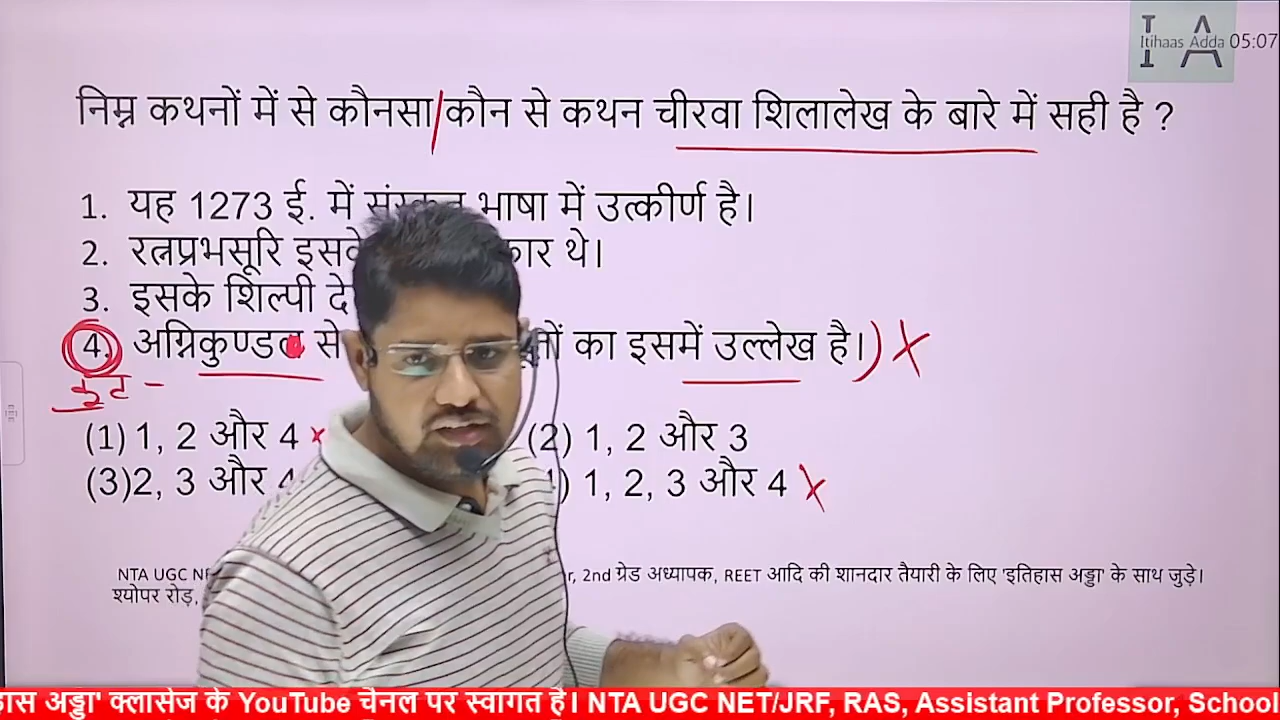 I A
Itihaas Adda 05:07
निम्न कथनों में से कौनसा/कौन से कथन चीरवा शिलालेख के बारे में सही है ?
1. यह 1273 ई. में संस्कृत भाषा में उत्कीर्ण है।
2. रत्नप्रभसूरि इसके कार थे।
3. इसके शिल्पी दे
4. अग्निकुण्ड से का इसमें उल्लेख है।
(1) 1, 2 और 4 (2) 1, 2 और 3
(3)2, 3 और 4 ) 1, 2, 3 और 4
NTA UGC NE r, 2nd ग्रेड अध्यापक, REET आदि की शानदार तैयारी के लिए 'इतिहास अड्डा' के साथ जुड़े।
श्योपर रोड़,
हास अड्डा' क्लासेज के YouTube चैनल पर स्वागत है। NTA UGC NET/JRF, RAS, Assistant Professor, School